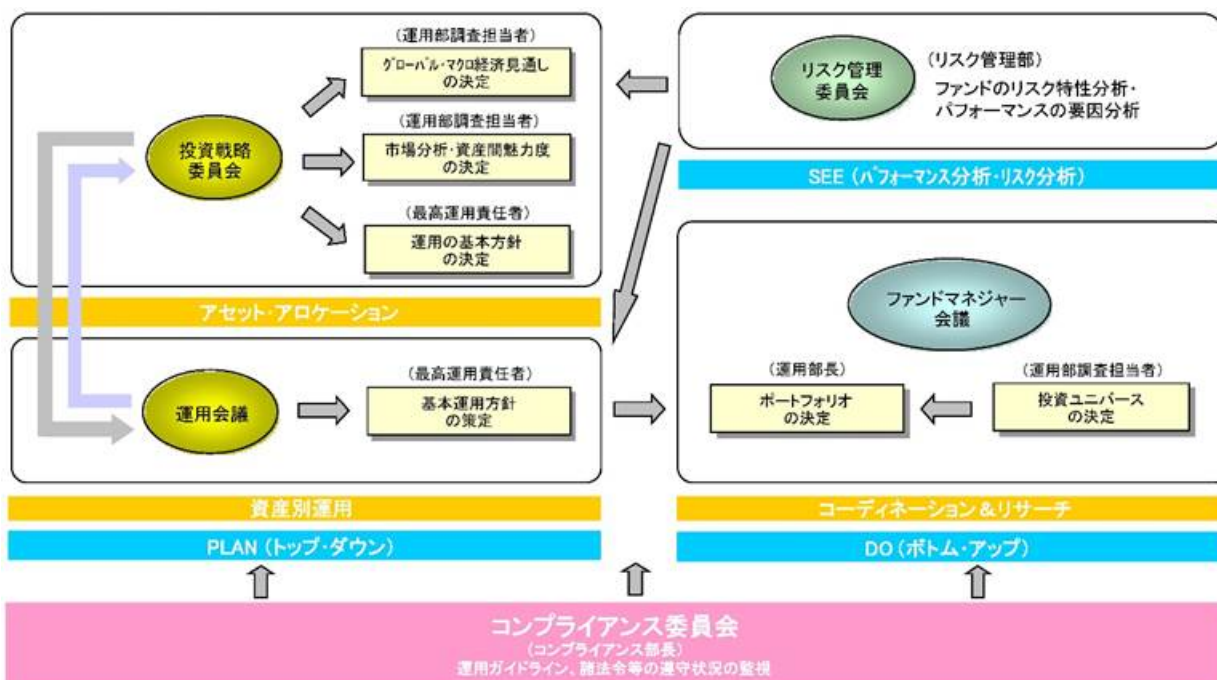 (運用部調査担当者)
グローバル・マクロ経済見通し
の決定
投資戦略
委員会
(運用部調査担当者)
市場分析・資産間魅力度
の決定
(最高運用責任者)
運用の基本方針
の決定
アセット・アロケーション
運用会議
(最高運用責任者)
基本運用方針
の策定
資産別運用
PLAN (トップ・ダウン)
リスク管理
委員会
(リスク管理部)
ファンドのリスク特性分析・
パフォーマンスの要因分析
SEE (パフォーマンス分析・リスク分析)
ファンドマネジャー
会議
(運用部長)
ポートフォリオ
の決定
(運用部調査担当者)
投資ユニバース
の決定
コーディネーション&リサーチ
DO (ボトム・アップ)
コンプライアンス委員会
(コンプライアンス部長)
運用ガイドライン、諸法令等の遵守状況の監視